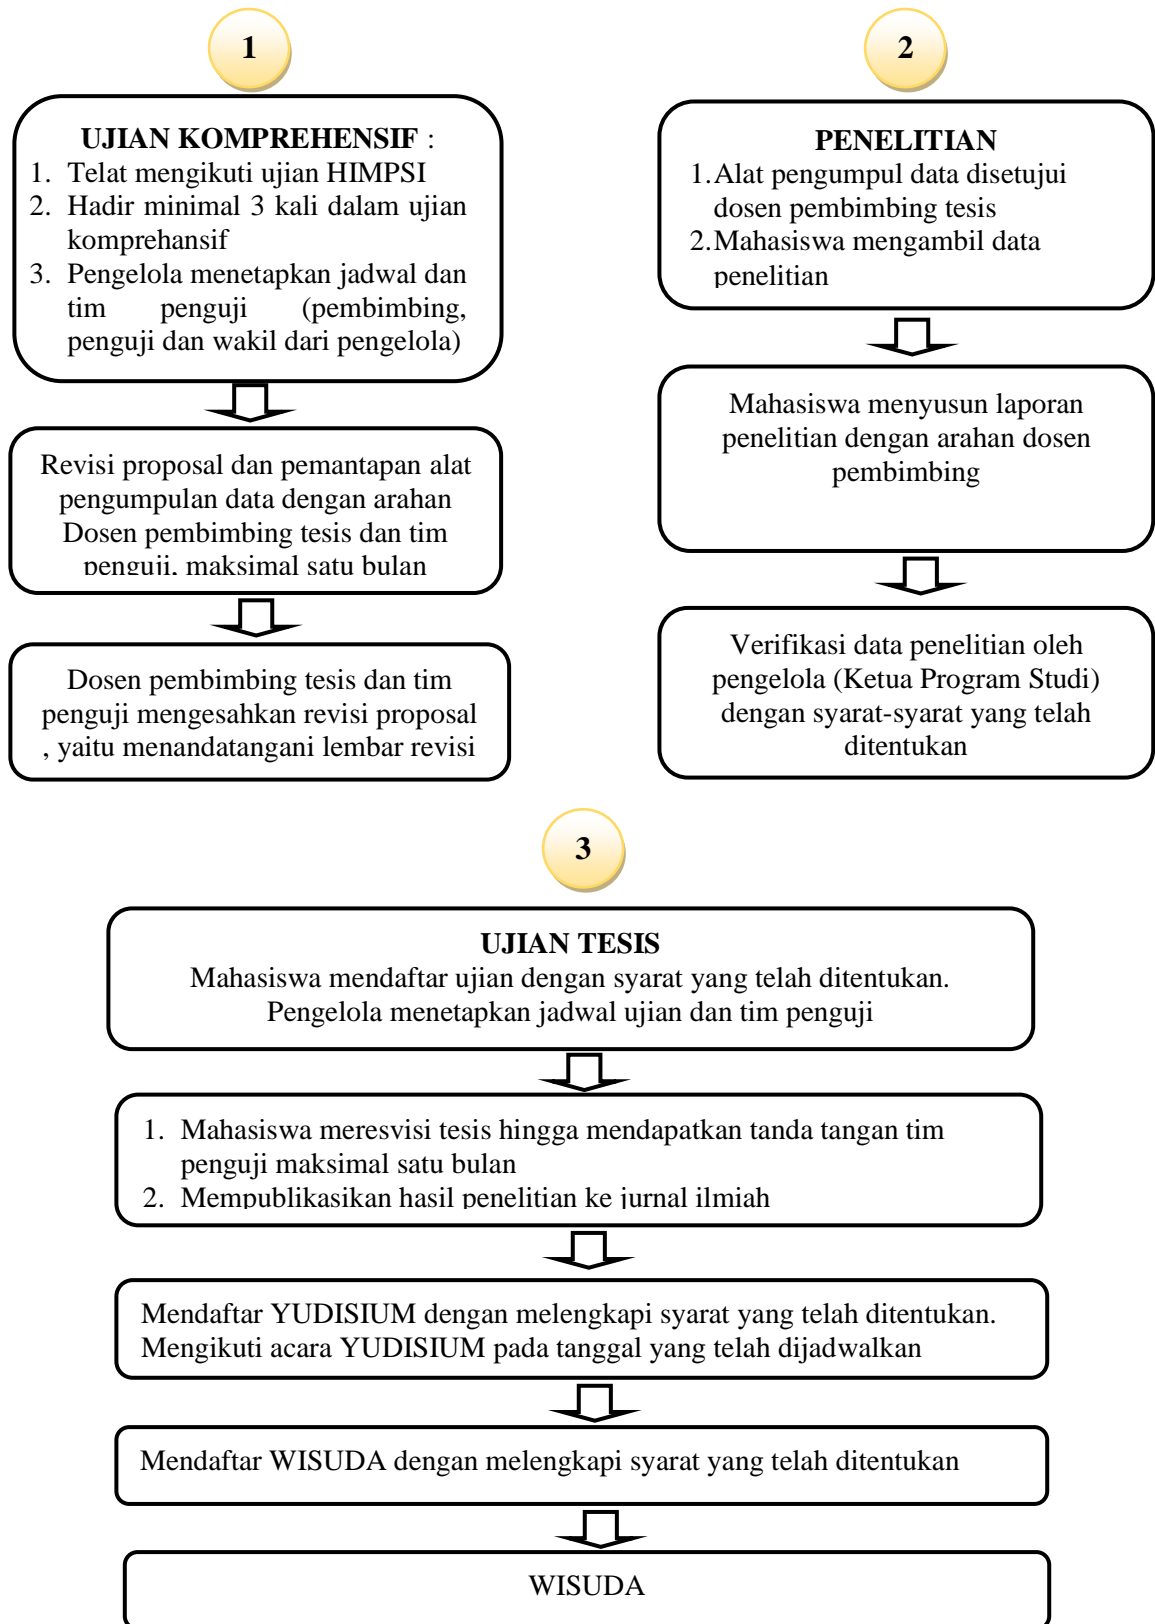 1
UJIAN KOMPREHENSIF :
1. Telat mengikuti ujian HIMPSI
2. Hadir minimal 3 kali dalam ujian
komprehansif
3. Pengelola menetapkan jadwal dan
tim penguji (pembimbing,
penguji dan wakil dari pengelola)
Revisi proposal dan pemantapan alat
pengumpulan data dengan arahan
Dosen pembimbing tesis dan tim
penguji, maksimal satu bulan
Dosen pembimbing tesis dan tim
penguji mengesahkan revisi proposal
, yaitu menandatangani lembar revisi
2
PENELITIAN
1.Alat pengumpul data disetujui
dosen pembimbing tesis
2.Mahasiswa mengambil data
penelitian
Mahasiswa menyusun laporan
penelitian dengan arahan dosen
pembimbing
Verifikasi data penelitian oleh
pengelola (Ketua Program Studi)
dengan syarat-syarat yang telah
ditentukan
3
UJIAN TESIS
Mahasiswa mendaftar ujian dengan syarat yang telah ditentukan.
Pengelola menetapkan jadwal ujian dan tim penguji
1. Mahasiswa meresvisi tesis hingga mendapatkan tanda tangan tim
penguji maksimal satu bulan
2. Mempublikasikan hasil penelitian ke jurnal ilmiah
Mendaftar YUDISIUM dengan melengkapi syarat yang telah ditentukan.
Mengikuti acara YUDISIUM pada tanggal yang telah dijadwalkan
Mendaftar WISUDA dengan melengkapi syarat yang telah ditentukan
WISUDA